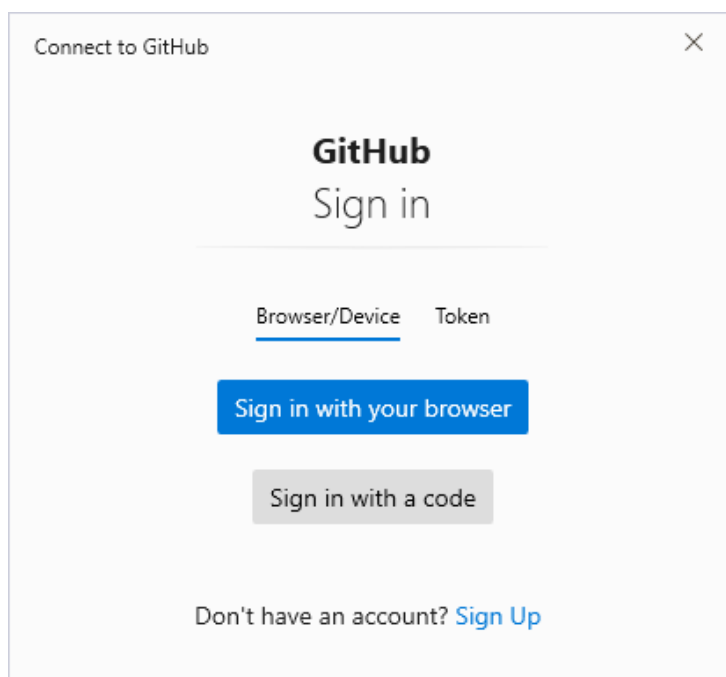 Connect to GitHub
GitHub
Sign in
Browser/Device Token
Sign in with your browser
Sign in with a code
Don't have an account? Sign Up